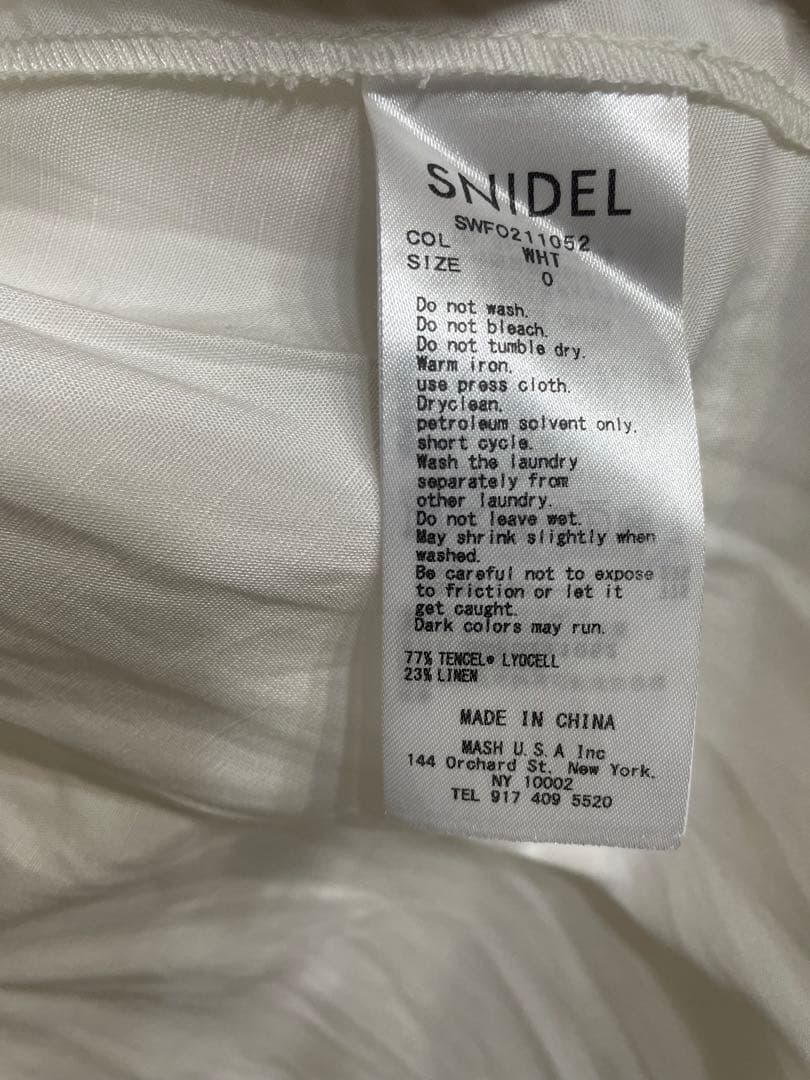 SNIDEL
SWFO211052
COL WHT
SIZE 0
Do not wash.
Do not bleach.
Do not tumble dry.
Warm iron.
use press cloth.
Dryclean.
petroleum solvent only.
short cycle.
Wash the laundry
separately from
other laundry.
Do not leave wet.
May shrink slightly when
washed.
Be careful not to expose
to friction or let it
get caught.
Dark colors may run.
77% TENCEL® LYOCELL
23% LINEN
MADE IN CHINA
MASH U.S.A Inc
144 Orchard St, New York.
NY 10002
TEL 917 409 5520